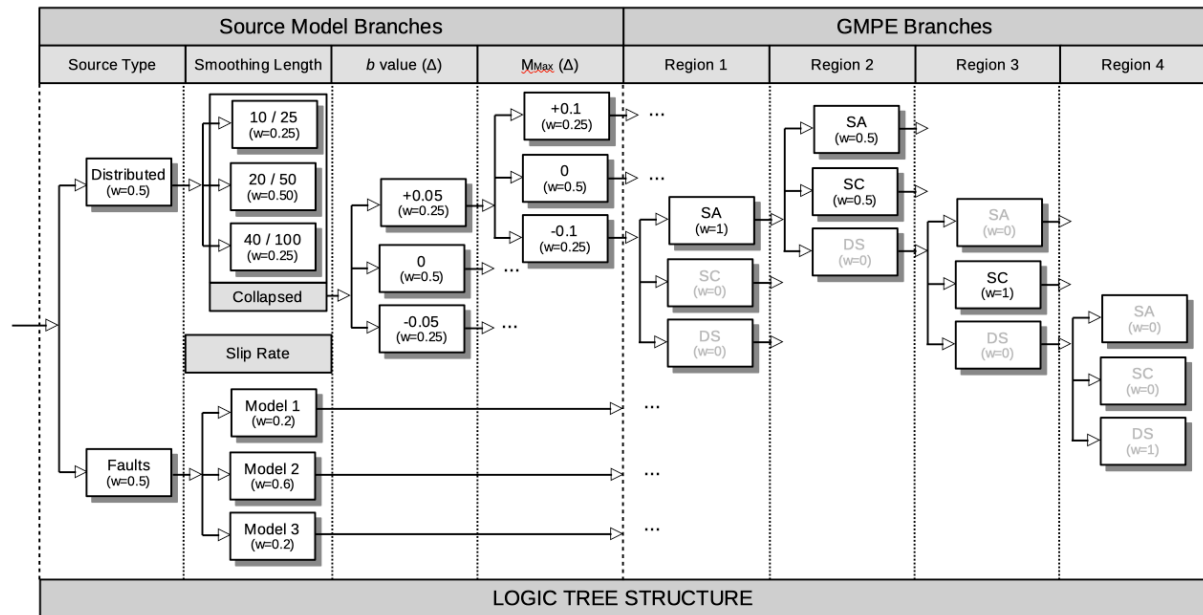 Source Model Branches
GMPE Branches
Source Type
Smoothing Length
b value (Δ)
MMax (Δ)
Region 1
Region 2
Region 3
Region 4
Distributed
(w=0.5)
10 / 25
(w=0.25)
20 / 50
(w=0.50)
40 / 100
(w=0.25)
Collapsed
+0.05
(w=0.25)
0
(w=0.5)
...
-0.05
(w=0.25)
...
+0.1
(w=0.25)
...
0
(w=0.5)
...
-0.1
(w=0.25)
SA
(w=1)
SC
(w=0)
DS
(w=0)
SA
(w=0.5)
SC
(w=0.5)
DS
(w=0)
SA
(w=0)
SC
(w=1)
DS
(w=0)
SA
(w=0)
SC
(w=0)
DS
(w=1)
Slip Rate
Faults
(w=0.5)
Model 1
(w=0.2)
...
Model 2
(w=0.6)
...
Model 3
(w=0.2)
...
LOGIC TREE STRUCTURE